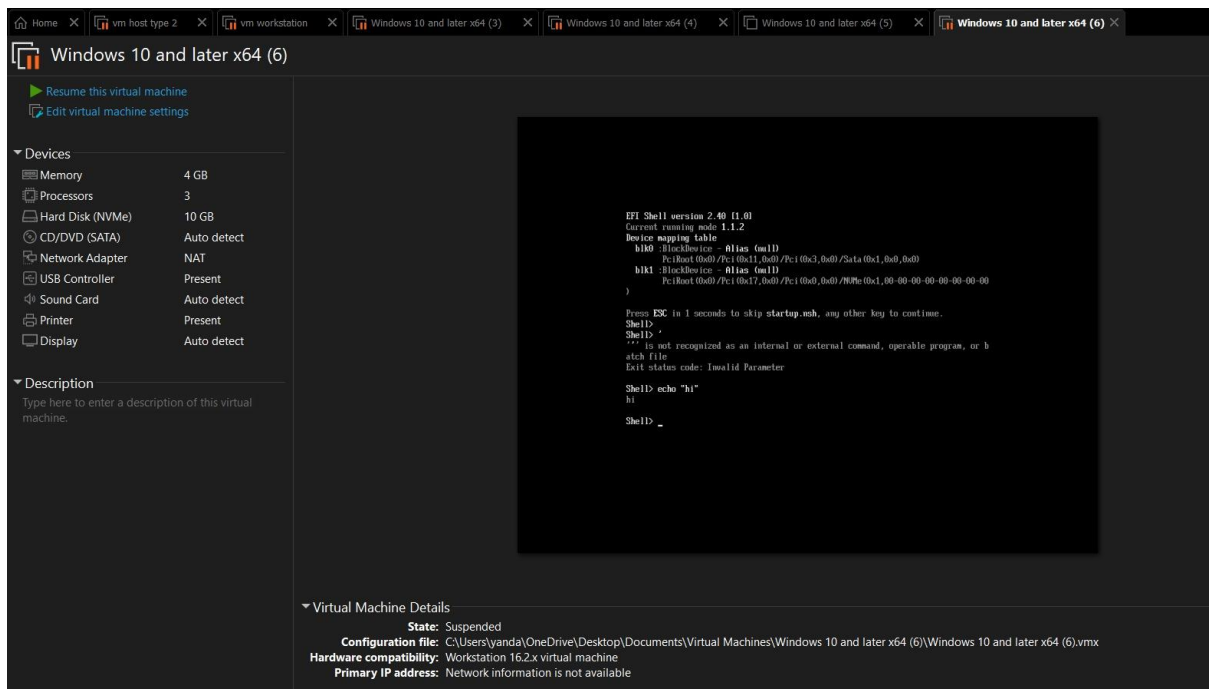 Home
vm host type 2
vm workstation
Windows 10 and later x64 (3)
Windows 10 and later x64 (4)
Windows 10 and later x64 (5)
Windows 10 and later x64 (6)
Windows 10 and later x64 (6)
Resume this virtual machine
Edit virtual machine settings
Devices
Memory 4 GB
Processors 3
Hard Disk (NVMe) 10 GB
CD/DVD (SATA) Auto detect
Network Adapter NAT
USB Controller Present
Sound Card Auto detect
Printer Present
Display Auto detect
Description
Type here to enter a description of this virtual
machine.
EFI Shell version 2.40 [1.0]
Current running mode 1.1.2
Device mapping table
blk0 :BlockDevice - Alias (null)
PciRoot(0x0)/Pci(0x11,0x0)/Pci(0x3,0x0)/Sata(0x1,0x0,0x0)
blk1 :BlockDevice - Alias (null)
PciRoot(0x0)/Pci(0x17,0x0)/Pci(0x0,0x0)/NVMe(0x1,00-00-00-00-00-00-00-00
)
Press ESC in 1 seconds to skip startup.nsh, any other key to continue.
Shell>
Shell> '
''' is not recognized as an internal or external command, operable program, or b
atch file
Exit status code: Invalid Parameter
Shell> echo "hi"
hi
Shell> _
Virtual Machine Details
State: Suspended
Configuration file: C:\Users\yanda\OneDrive\Desktop\Documents\Virtual Machines\Windows 10 and later x64 (6)\Windows 10 and later x64 (6).vmx
Hardware compatibility: Workstation 16.2.x virtual machine
Primary IP address: Network information is not available